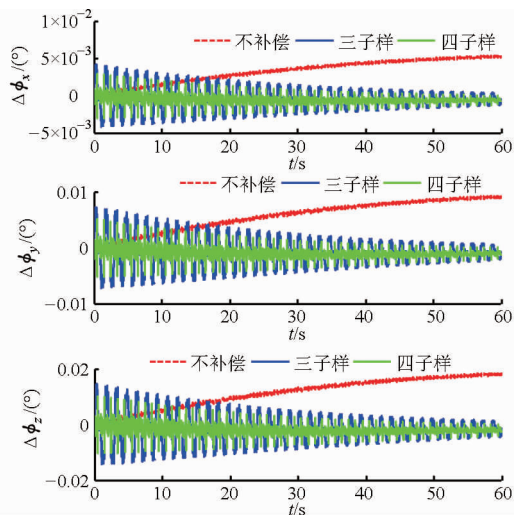 1×10⁻² 不补偿 三子样 四子样
5×10⁻³
0
−5×10⁻³
Δϕx/(°)
0 10 20 30 40 50 60
t/s
0.01 不补偿 三子样 四子样
0
−0.01
Δϕy/(°)
0 10 20 30 40 50 60
t/s
0.02 不补偿 三子样 四子样
0
−0.02
Δϕz/(°)
0 10 20 30 40 50 60
t/s